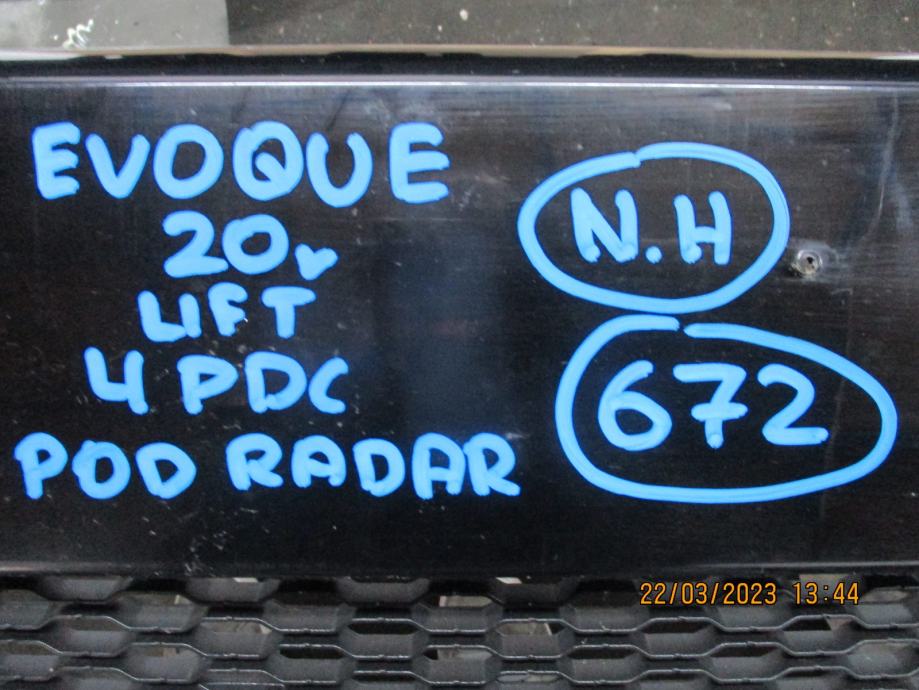 EVOQUE
20r
LIFT
4 PDC
POD RADAR
N.H
672
22/03/2023 13:44